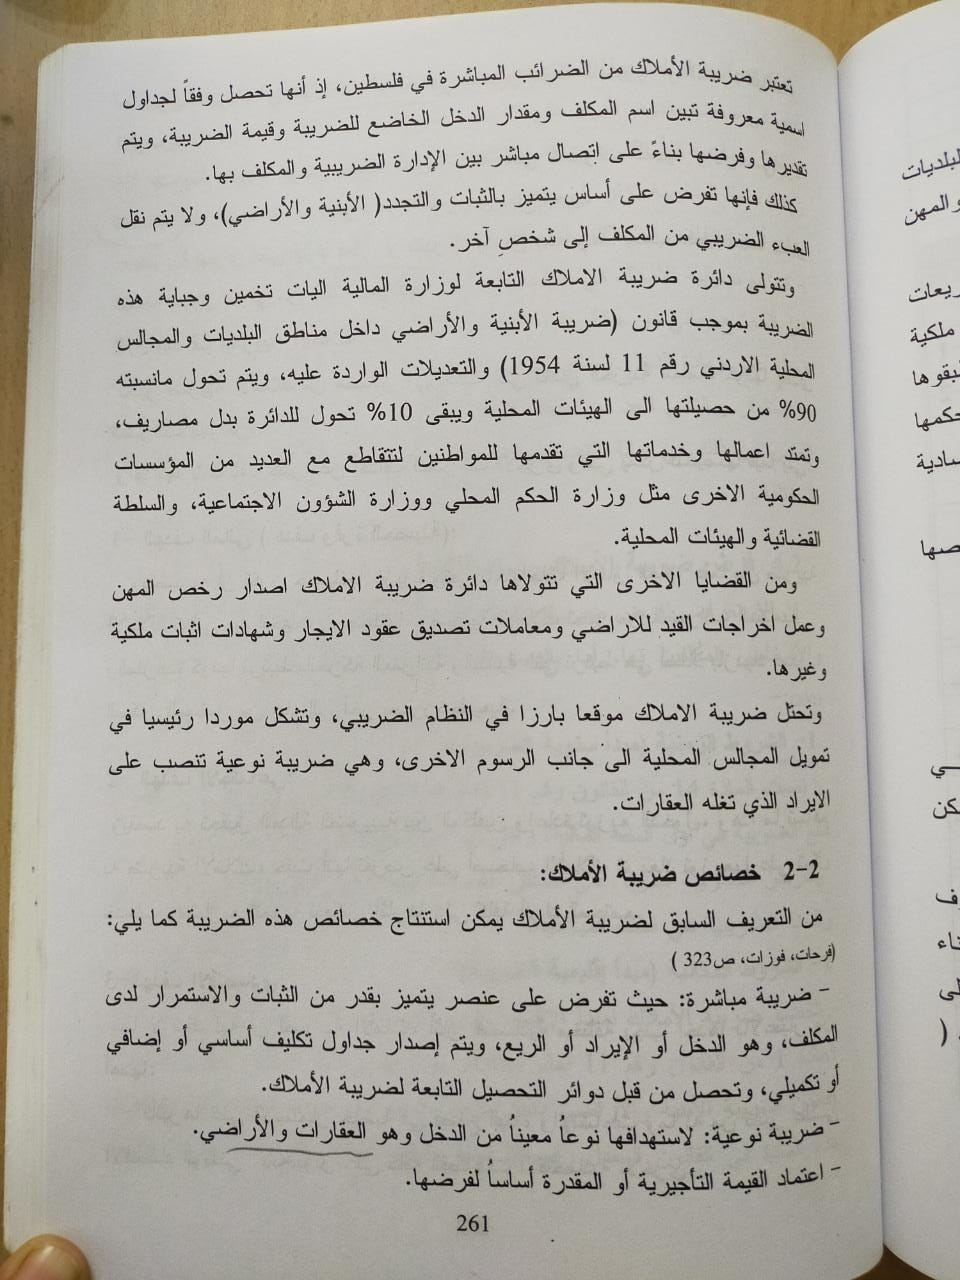 تعتبر ضريبة الأملاك من الضرائب المباشرة في فلسطين، إذ أنها تحصل وفقاً لجداول
اسمية معروفة تبين اسم المكلف ومقدار الدخل الخاضع للضريبة وقيمة الضريبة، ويتم
تقديرها وفرضها بناءً على اتصال مباشر بين الإدارة الضريبية والمكلف بها.
كذلك فإنها تفرض على أساس يتميز بالثبات والتجدد( الأبنية والأراضي)، ولا يتم نقل
العبء الضريبي من المكلف إلى شخصٍ آخر.
وتتولى دائرة ضريبة الاملاك التابعة لوزارة المالية اليات تخمين وجباية هذه
الضريبة بموجب قانون (ضريبة الأبنية والأراضي داخل مناطق البلديات والمجالس
المحلية الاردني رقم 11 لسنة 1954) والتعديلات الواردة عليه، ويتم تحول مانسبته
90% من حصيلتها الى الهيئات المحلية ويبقى 10% تحول للدائرة بدل مصاريف،
وتمتد اعمالها وخدماتها التي تقدمها للمواطنين لتتقاطع مع العديد من المؤسسات
الحكومية الاخرى مثل وزارة الحكم المحلي ووزارة الشؤون الاجتماعية، والسلطة
القضائية والهيئات المحلية.
ومن القضايا الاخرى التي تتولاها دائرة ضريبة الاملاك اصدار رخص المهن
وعمل اخراجات القيد للاراضي ومعاملات تصديق عقود الايجار وشهادات اثبات ملكية
وغيرها.
وتحتل ضريبة الاملاك موقعا بارزا في النظام الضريبي، وتشكل موردا رئيسيا في
تمويل المجالس المحلية الى جانب الرسوم الاخرى، وهي ضريبة نوعية تنصب على
الايراد الذي تغله العقارات.
2-2 خصائص ضريبة الأملاك:
من التعريف السابق لضريبة الأملاك يمكن استنتاج خصائص هذه الضريبة كما يلي:
(فرحات، فوزات، ص323 )
- ضريبة مباشرة: حيث تفرض على عنصر يتميز بقدر من الثبات والاستمرار لدى
المكلف، وهو الدخل أو الإيراد أو الريع، ويتم إصدار جداول تكليف أساسي أو إضافي
أو تكميلي، وتحصل من قبل دوائر التحصيل التابعة لضريبة الأملاك.
- ضريبة نوعية: لاستهدافها نوعاً معيناً من الدخل وهو العقارات والأراضي.
- اعتماد القيمة التأجيرية أو المقدرة أساساً لفرضها.
261
البلديات
والمهن
ملكية